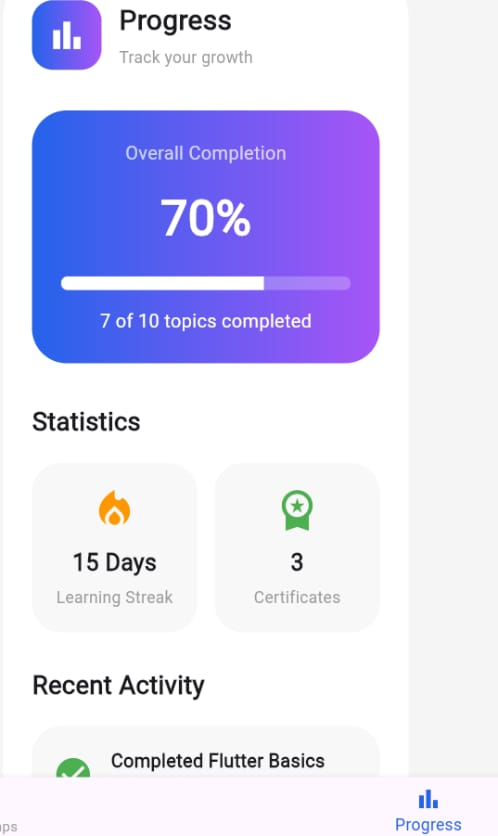 Progress
Track your growth
Overall Completion
70%
7 of 10 topics completed
Statistics
15 Days
Learning Streak
3
Certificates
Recent Activity
Completed Flutter Basics
Progress